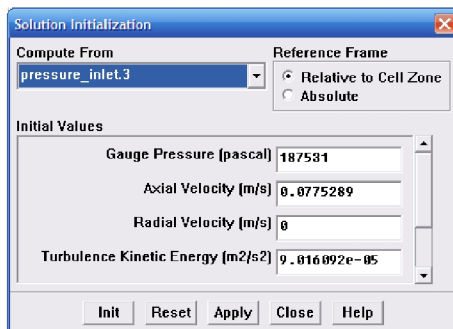 Solution Initialization
Compute From
pressure_inlet.3
Reference Frame
Relative to Cell Zone
Absolute
Initial Values
Gauge Pressure (pascal) 187531
Axial Velocity (m/s) 0.0775289
Radial Velocity (m/s) 0
Turbulence Kinetic Energy (m2/s2) 9.016092e-05
Init Reset Apply Close Help